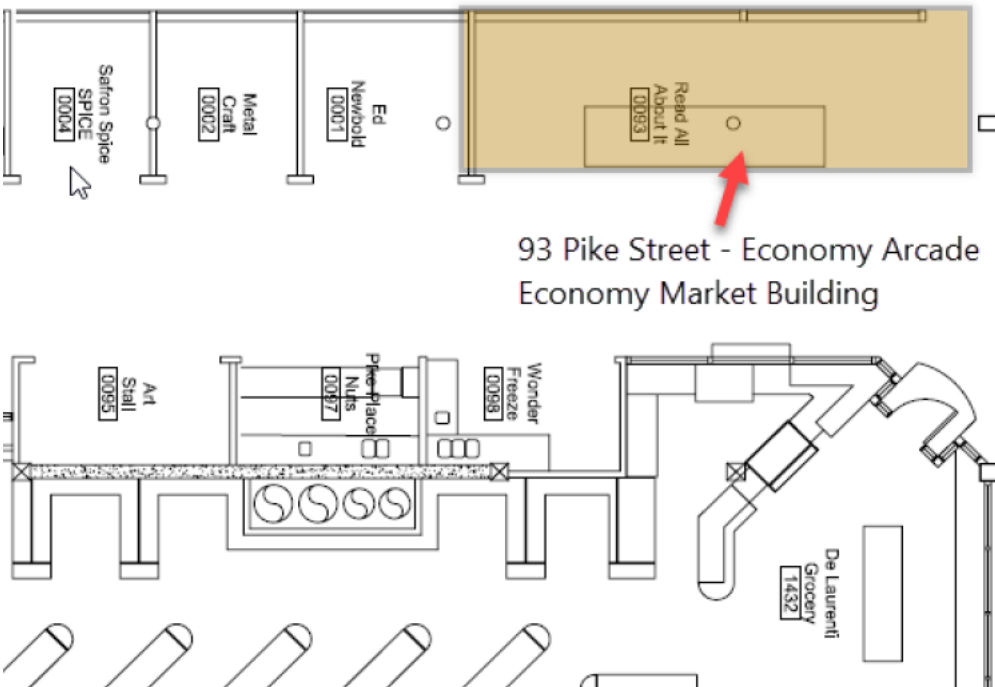 Safron Spice
SPICE
0004
Metal
Craft
0002
Ed
Newbold
0001
Read All
About It
0093
93 Pike Street - Economy Arcade
Economy Market Building
Art
Stall
0095
Pike Place
Nuts
0097
Wonder
Freeze
0098
De Laurenti
Grocery
1432